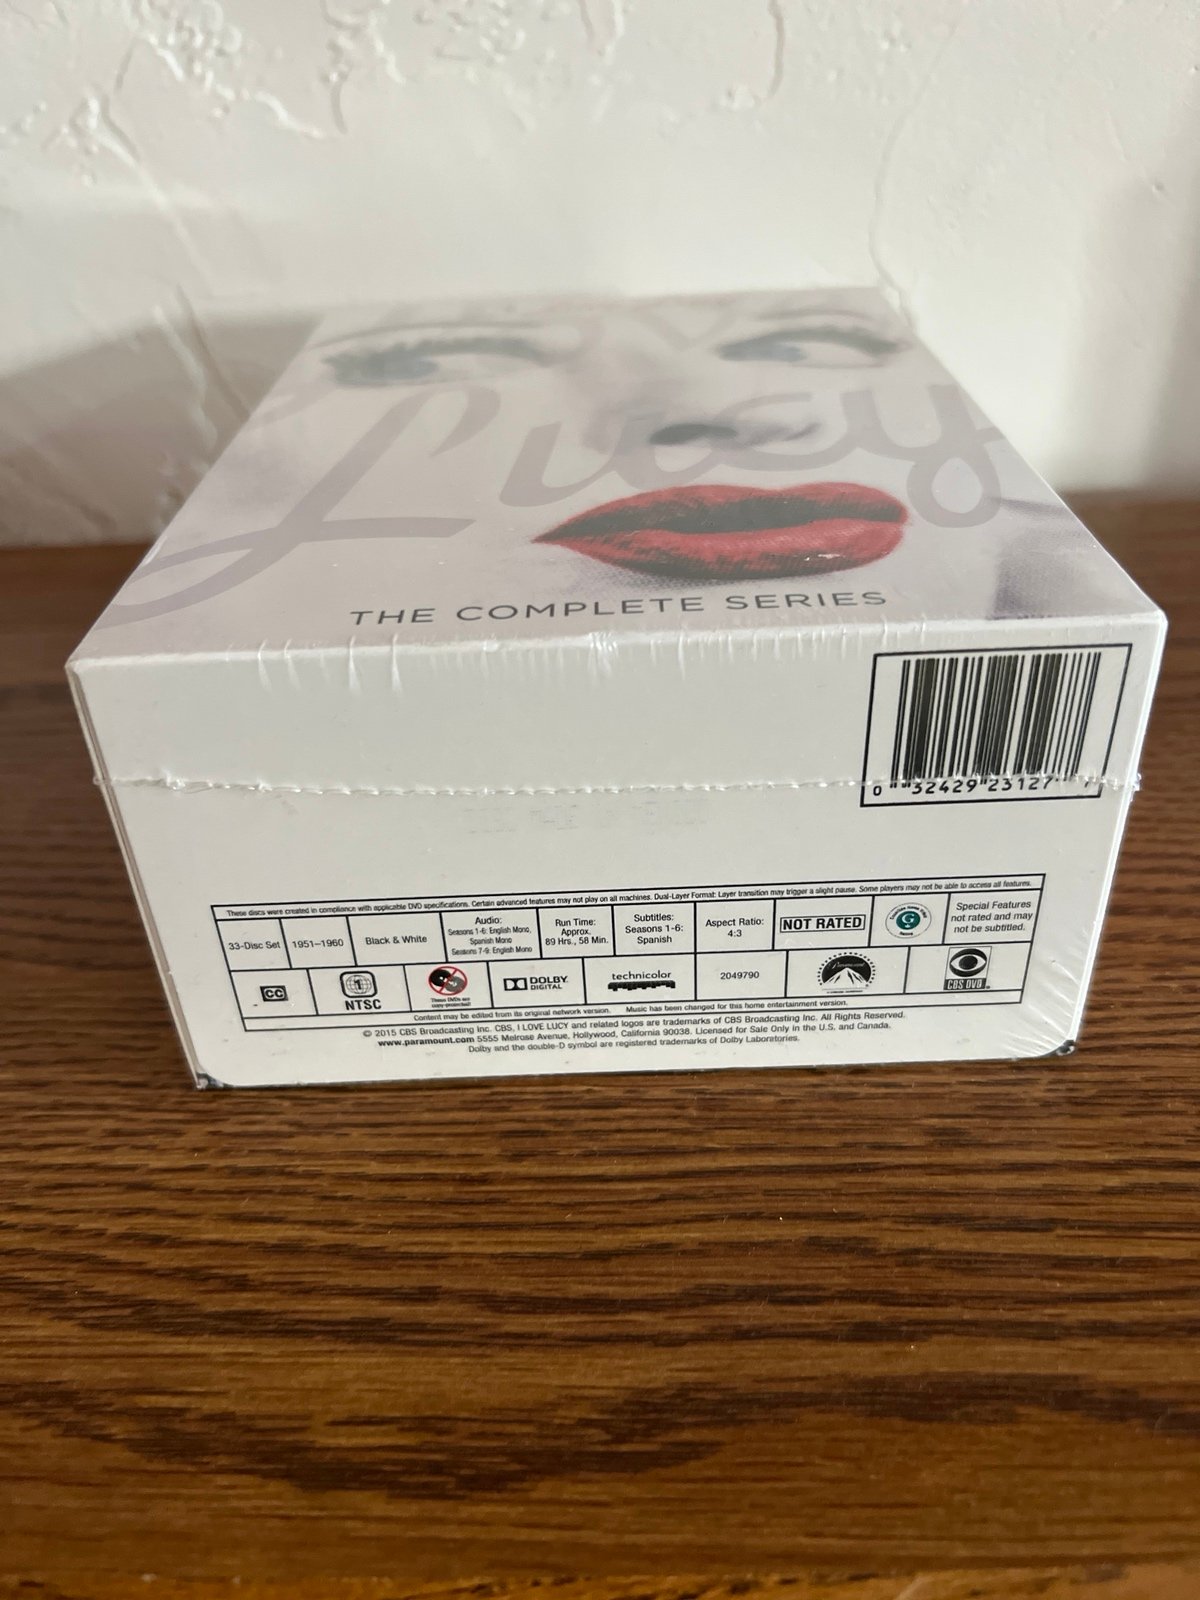 Lucy
THE COMPLETE SERIES
0 32429 23127
These discs were created in compliance with applicable DVD specifications. Certain advanced features may not play on all machines. Dual-Layer Format: Layer transition may trigger a slight pause. Some players may not be able to access all features.
33-Disc Set
1951–1960
Black & White
Audio:
Seasons 1-6: English Mono,
Spanish Mono
Seasons 7-9: English Mono
Run Time:
Approx.
89 Hrs., 58 Min.
Subtitles:
Seasons 1-6:
Spanish
Aspect Ratio:
4:3
NOT RATED
G
Special Features
not rated and may
not be subtitled.
CC
1
NTSC
These DVDs are
copy-protected
DOLBY
DIGITAL
technicolor
2049790
Paramount
CBS DVD
Content may be edited from its original network version. Music has been changed for this home entertainment version.
© 2015 CBS Broadcasting Inc. CBS, I LOVE LUCY and related logos are trademarks of CBS Broadcasting Inc. All Rights Reserved.
www.paramount.com 5555 Melrose Avenue, Hollywood, California 90038. Licensed for Sale Only in the U.S. and Canada.
Dolby and the double-D symbol are registered trademarks of Dolby Laboratories.